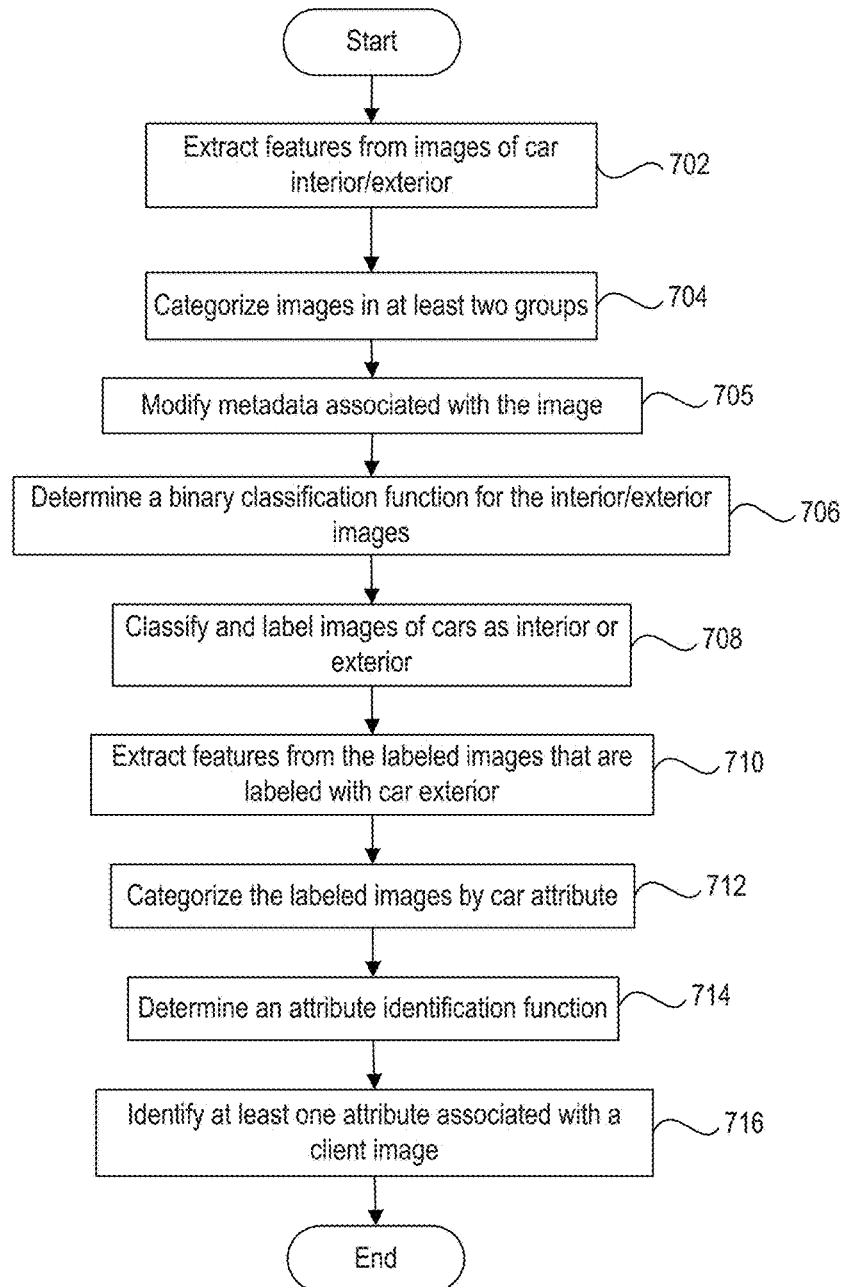 Start
Extract features from images of car
interior/exterior
702
Categorize images in at least two groups
704
Modify metadata associated with the image
705
Determine a binary classification function for the interior/exterior
images
706
Classify and label images of cars as interior or
exterior
708
Extract features from the labeled images that are
labeled with car exterior
710
Categorize the labeled images by car attribute
712
Determine an attribute identification function
714
Identify at least one attribute associated with a
client image
716
End